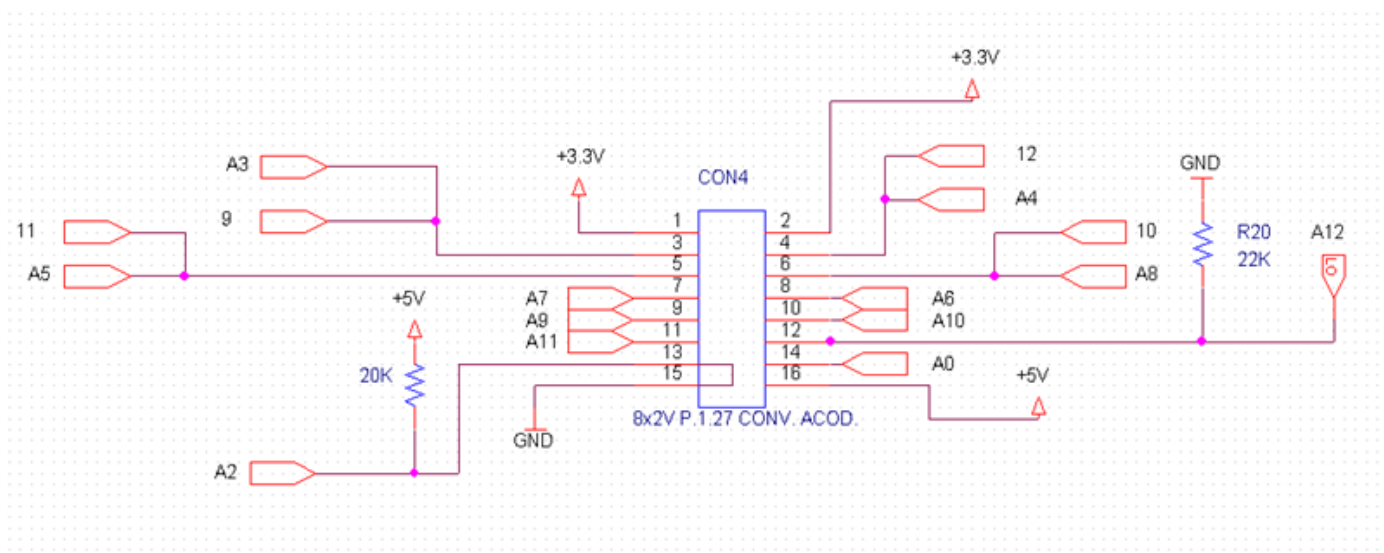 +3.3V
A3
+3.3V
12
CON4
GND
9
1
2
A4
11
3
4
10
R20
A12
A5
5
6
A8
22K
LO
+5V
A7
7
8
A6
A9
9
10
A10
A11
11
12
20K
13
14
A0
15
16
+5V
8x2V P.1.27 CONV. ACOD.
GND
A2